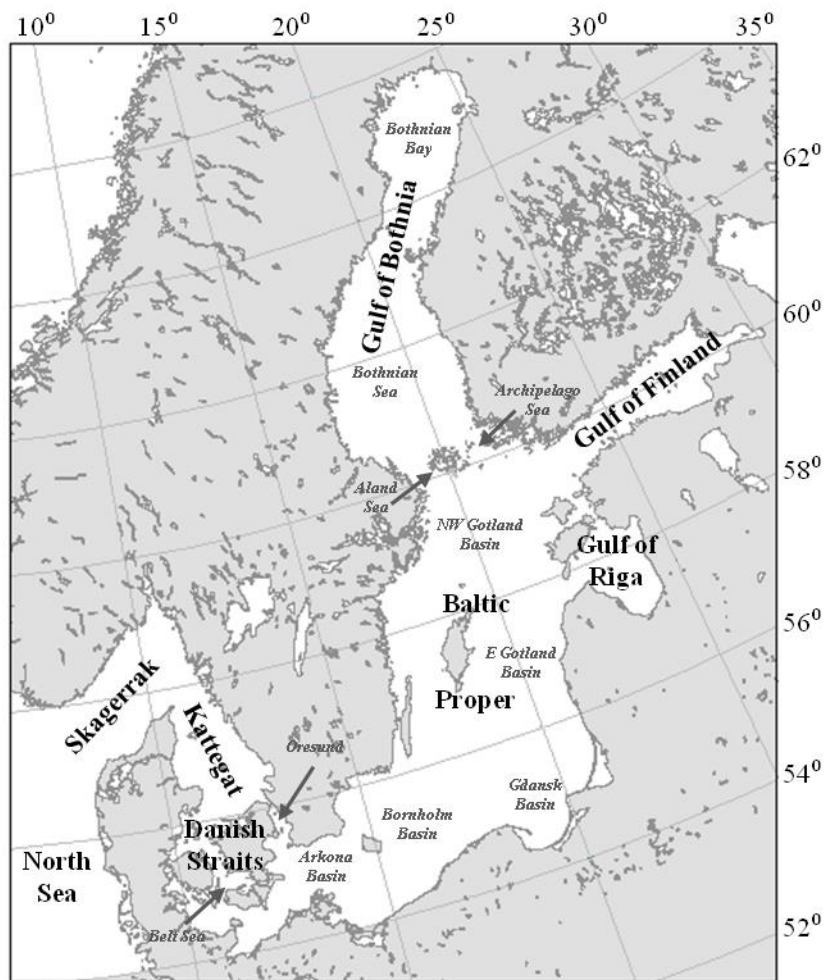 10⁰ 15⁰ 20⁰ 25⁰ 30⁰ 35⁰
Bothnian
Bay
62⁰
Gulf of Bothnia
60⁰
Bothnian
Sea
Archipelago
Sea
Gulf of Finland
58⁰
Aland
Sea
NW Gotland
Basin
Gulf of
Riga
Baltic
56⁰
E Gotland
Basin
Proper
Skagerrak
Kattegat
Oresund
54⁰
Gdansk
Basin
Bornholm
Basin
Danish
Straits
North
Sea
Arkona
Basin
Belt Sea
52⁰